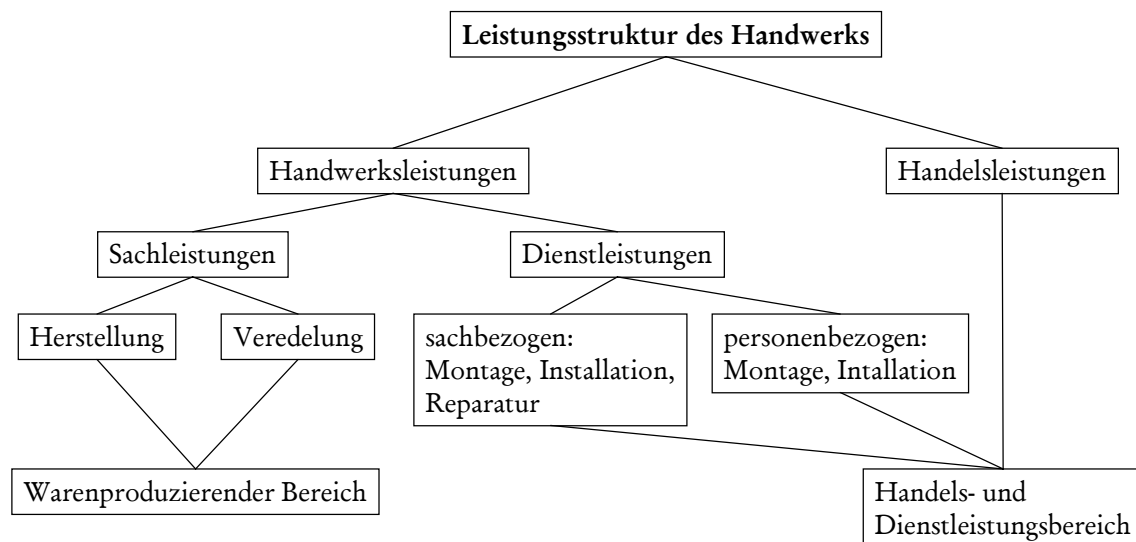 Leistungsstruktur des Handwerks
Handwerksleistungen
Handelsleistungen
Sachleistungen
Dienstleistungen
Herstellung
Veredelung
sachbezogen:
Montage, Installation,
Reparatur
personenbezogen:
Montage, Intallation
Warenproduzierender Bereich
Handels- und
Dienstleistungsbereich